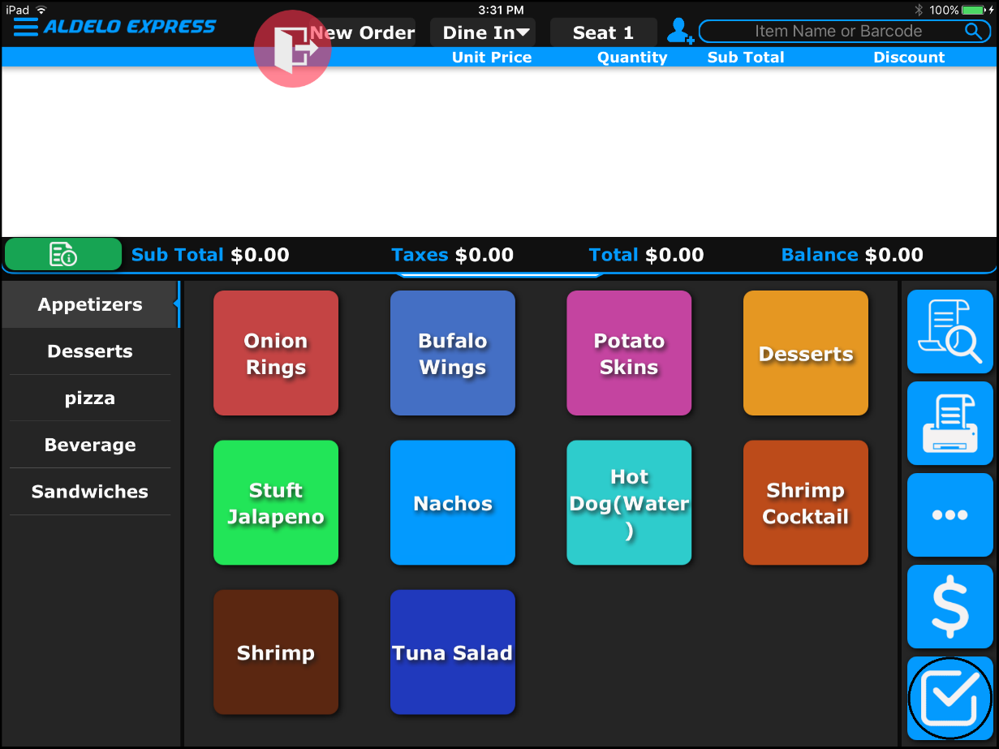 iPad 3:31 PM 100%
ALDELO EXPRESS New Order Dine In Seat 1 Item Name or Barcode
Unit Price Quantity Sub Total Discount
Sub Total $0.00 Taxes $0.00 Total $0.00 Balance $0.00
Appetizers
Desserts
pizza
Beverage
Sandwiches
Onion
Rings
Bufalo
Wings
Potato
Skins
Desserts
Stuft
Jalapeno
Nachos
Hot
Dog(Water
)
Shrimp
Cocktail
Shrimp
Tuna Salad
$